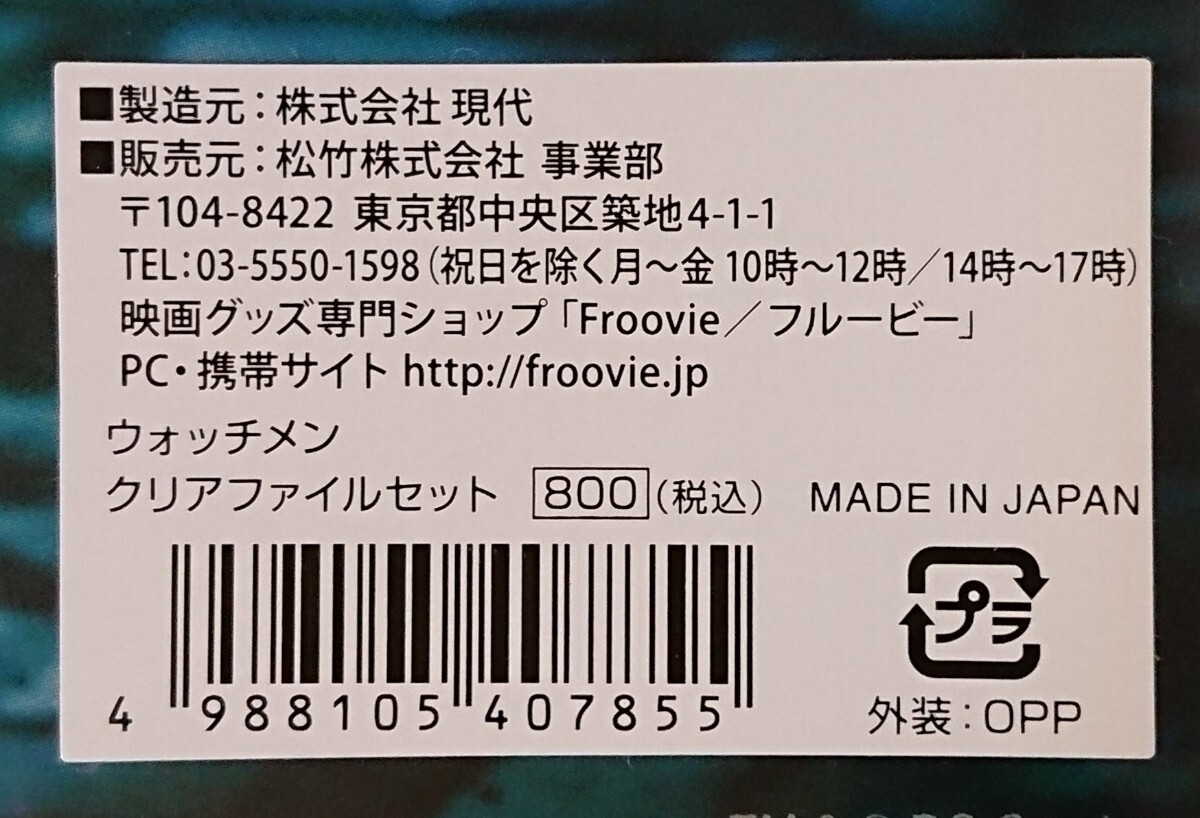 ■製造元：株式会社 現代
■販売元：松竹株式会社 事業部
〒104-8422 東京都中央区築地4-1-1
TEL：03-5550-1598（祝日を除く月～金 10時～12時／14時～17時）
映画グッズ専門ショップ「Froovie／フルービー」
PC・携帯サイト http://froovie.jp
ウォッチメン
クリアファイルセット 800（税込） MADE IN JAPAN
プラ
4 988105 407855
外装：OPP